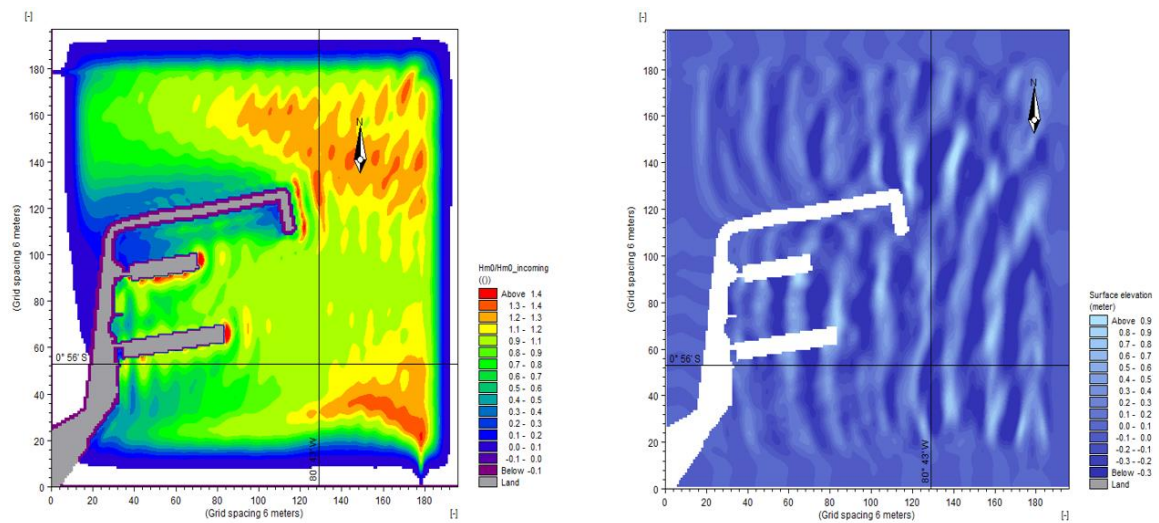 [-]
180
160
140
120
100
80
60
40
20
0
(Grid spacing 6 meters)
N
0° 56' S
80° 43'W
0 20 40 60 80 100 120 140 160 180
(Grid spacing 6 meters)
[-]
Hm0/Hm0_incoming
(())
Above 1.4
1.3 - 1.4
1.2 - 1.3
1.1 - 1.2
0.9 - 1.1
0.8 - 0.9
0.7 - 0.8
0.6 - 0.7
0.5 - 0.6
0.4 - 0.5
0.3 - 0.4
0.2 - 0.3
0.1 - 0.2
0.0 - 0.1
-0.1 - 0.0
Below -0.1
Land
[-]
180
160
140
120
100
80
60
40
20
0
(Grid spacing 6 meters)
N
0° 56' S
80° 43'W
0 20 40 60 80 100 120 140 160 180
(Grid spacing 6 meters)
[-]
Surface elevation
(meter)
Above 0.9
0.8 - 0.9
0.7 - 0.8
0.6 - 0.7
0.5 - 0.6
0.4 - 0.5
0.3 - 0.4
0.2 - 0.3
0.1 - 0.2
0.0 - 0.1
-0.1 - 0.0
-0.2 - -0.1
-0.3 - -0.2
Below -0.3
Land